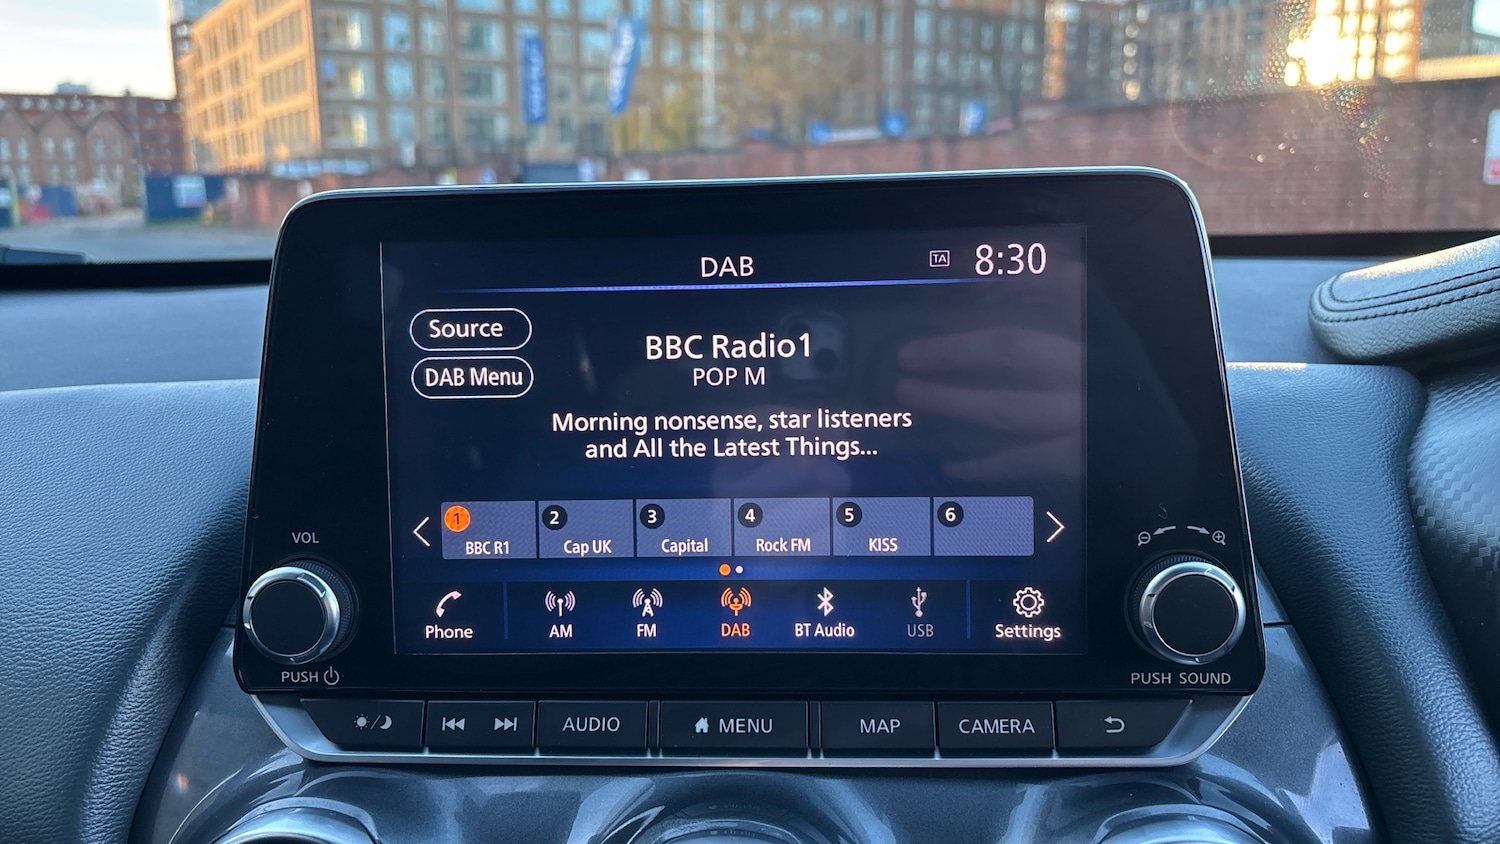 DAB
TA
8:30
Source
BBC Radio1
DAB Menu
POP M
Morning nonsense, star listeners
and All the Latest Things...
1
2
3
4
5
6
BBC R1
Cap UK
Capital
Rock FM
KISS
VOL
Phone
AM
FM
DAB
BT Audio
USB
Settings
PUSH
PUSH SOUND
AUDIO
MENU
MAP
CAMERA